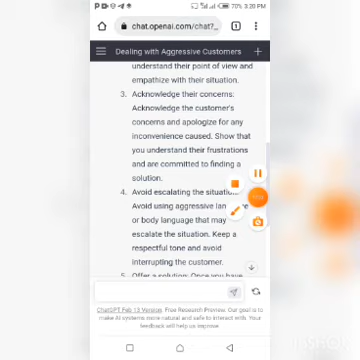 70% 3:20 PM
chat.openai.com/chat?
1
Dealing with Aggressive Customers
understand their point of view and
empathize with their situation.
3. Acknowledge their concerns:
Acknowledge the customer's
concerns and apologize for any
inconvenience caused. Show that
you understand their frustrations
and are committed to finding a
solution.
4. Avoid escalating the situation:
Avoid using aggressive language
or body language that may
escalate the situation. Keep a
respectful tone and avoid
interrupting the customer.
5. Offer a solution: Once you have
ChatGPT Feb 13 Version. Free Research Preview. Our goal is to
make AI systems more natural and safe to interact with. Your
feedback will help us improve.